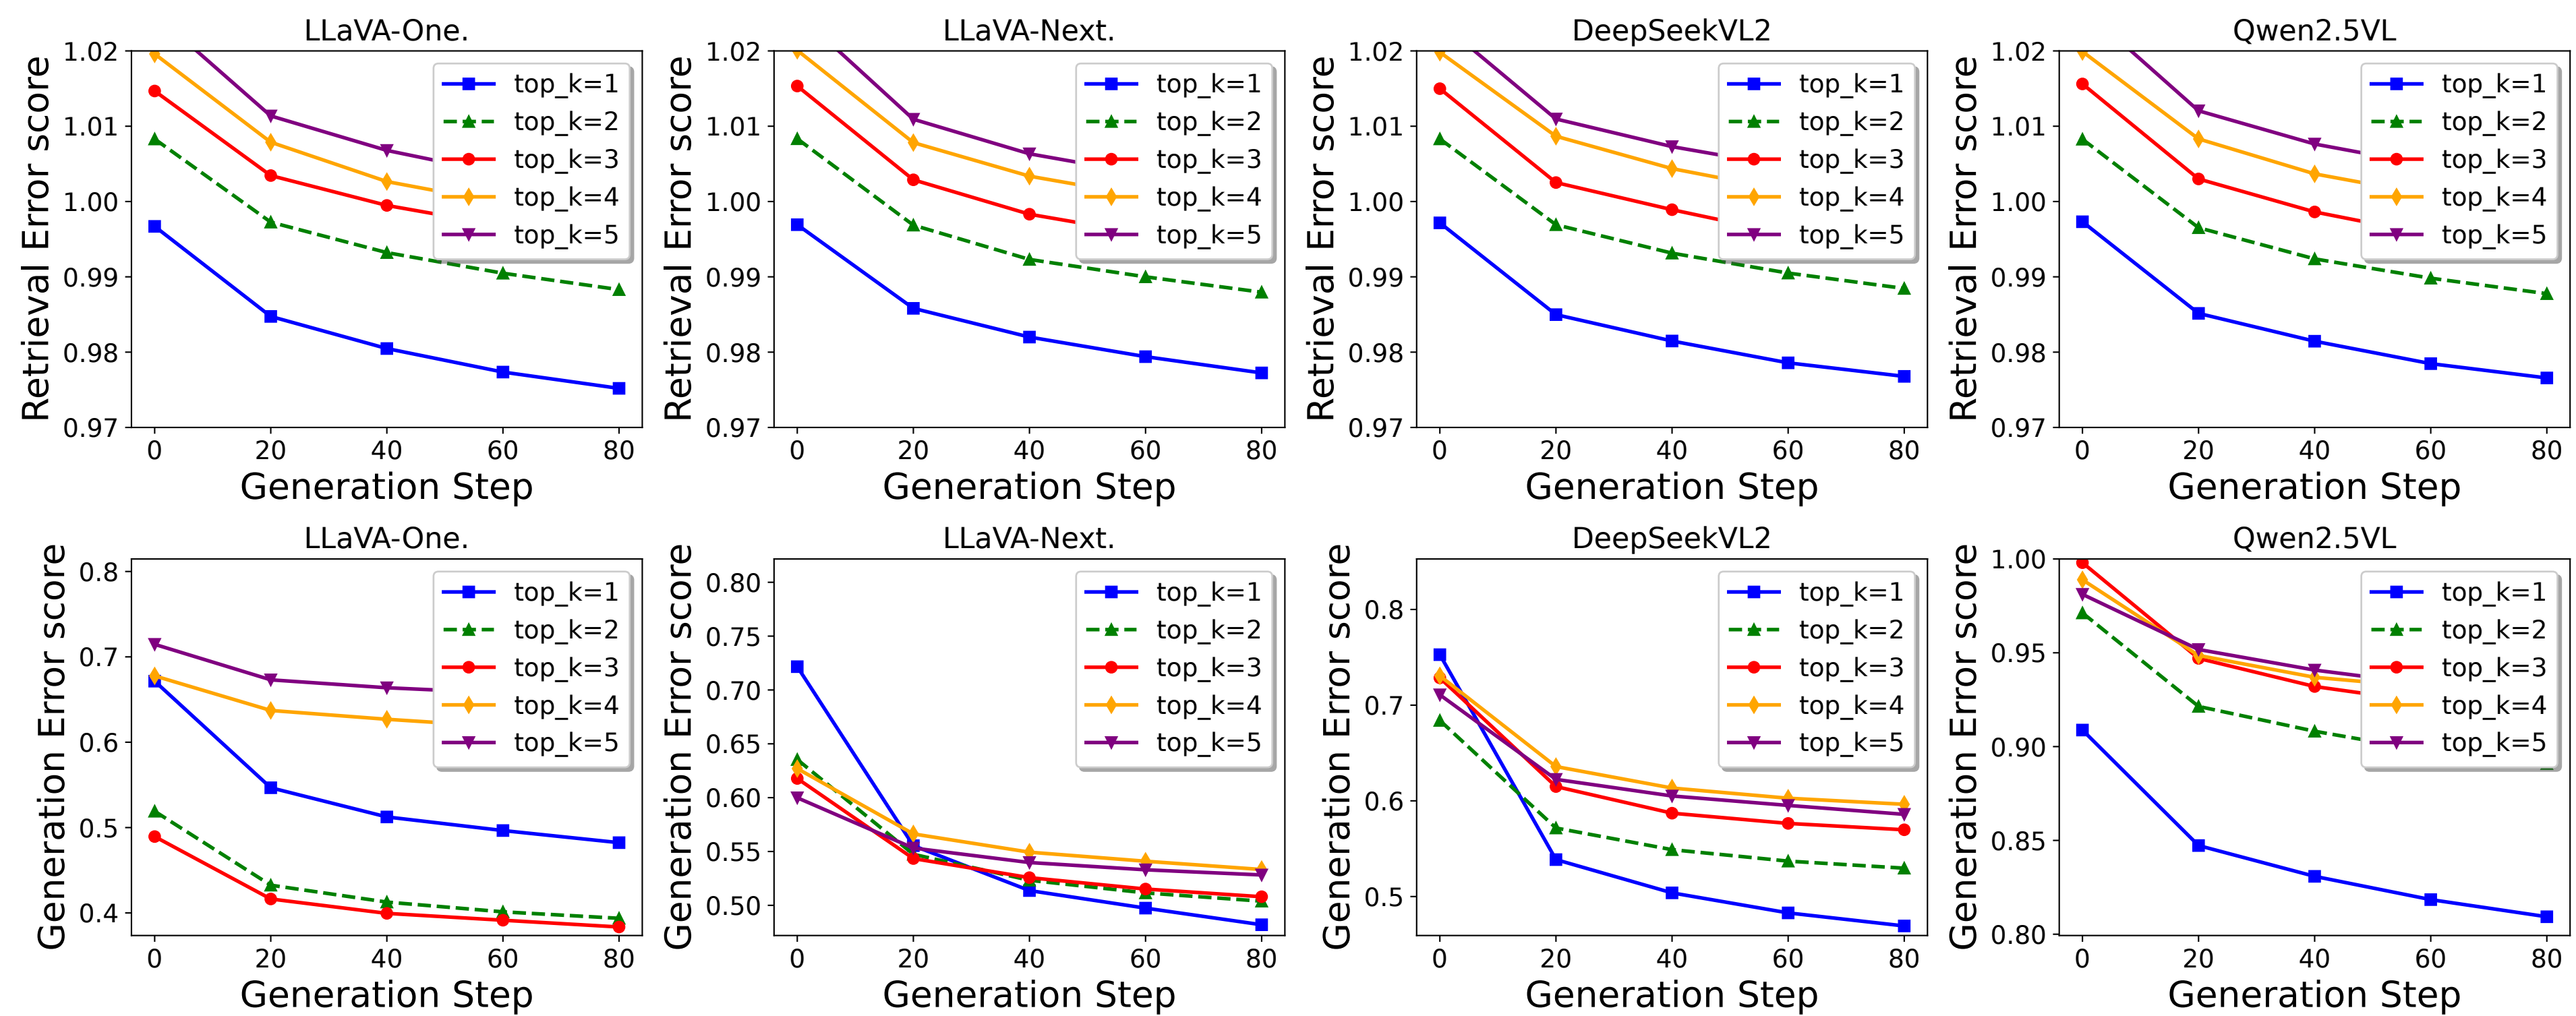 LLaVA-One.
Retrieval Error score
1.02
1.01
1.00
0.99
0.98
0.97
top_k=1
top_k=2
top_k=3
top_k=4
top_k=5
0 20 40 60 80
Generation Step
LLaVA-Next.
Retrieval Error score
1.02
1.01
1.00
0.99
0.98
0.97
top_k=1
top_k=2
top_k=3
top_k=4
top_k=5
0 20 40 60 80
Generation Step
DeepSeekVL2
Retrieval Error score
1.02
1.01
1.00
0.99
0.98
0.97
top_k=1
top_k=2
top_k=3
top_k=4
top_k=5
0 20 40 60 80
Generation Step
Qwen2.5VL
Retrieval Error score
1.02
1.01
1.00
0.99
0.98
0.97
top_k=1
top_k=2
top_k=3
top_k=4
top_k=5
0 20 40 60 80
Generation Step
LLaVA-One.
Generation Error score
0.8
0.7
0.6
0.5
0.4
top_k=1
top_k=2
top_k=3
top_k=4
top_k=5
0 20 40 60 80
Generation Step
LLaVA-Next.
Generation Error score
0.80
0.75
0.70
0.65
0.60
0.55
0.50
top_k=1
top_k=2
top_k=3
top_k=4
top_k=5
0 20 40 60 80
Generation Step
DeepSeekVL2
Generation Error score
0.8
0.7
0.6
0.5
top_k=1
top_k=2
top_k=3
top_k=4
top_k=5
0 20 40 60 80
Generation Step
Qwen2.5VL
Generation Error score
1.00
0.95
0.90
0.85
0.80
top_k=1
top_k=2
top_k=3
top_k=4
top_k=5
0 20 40 60 80
Generation Step